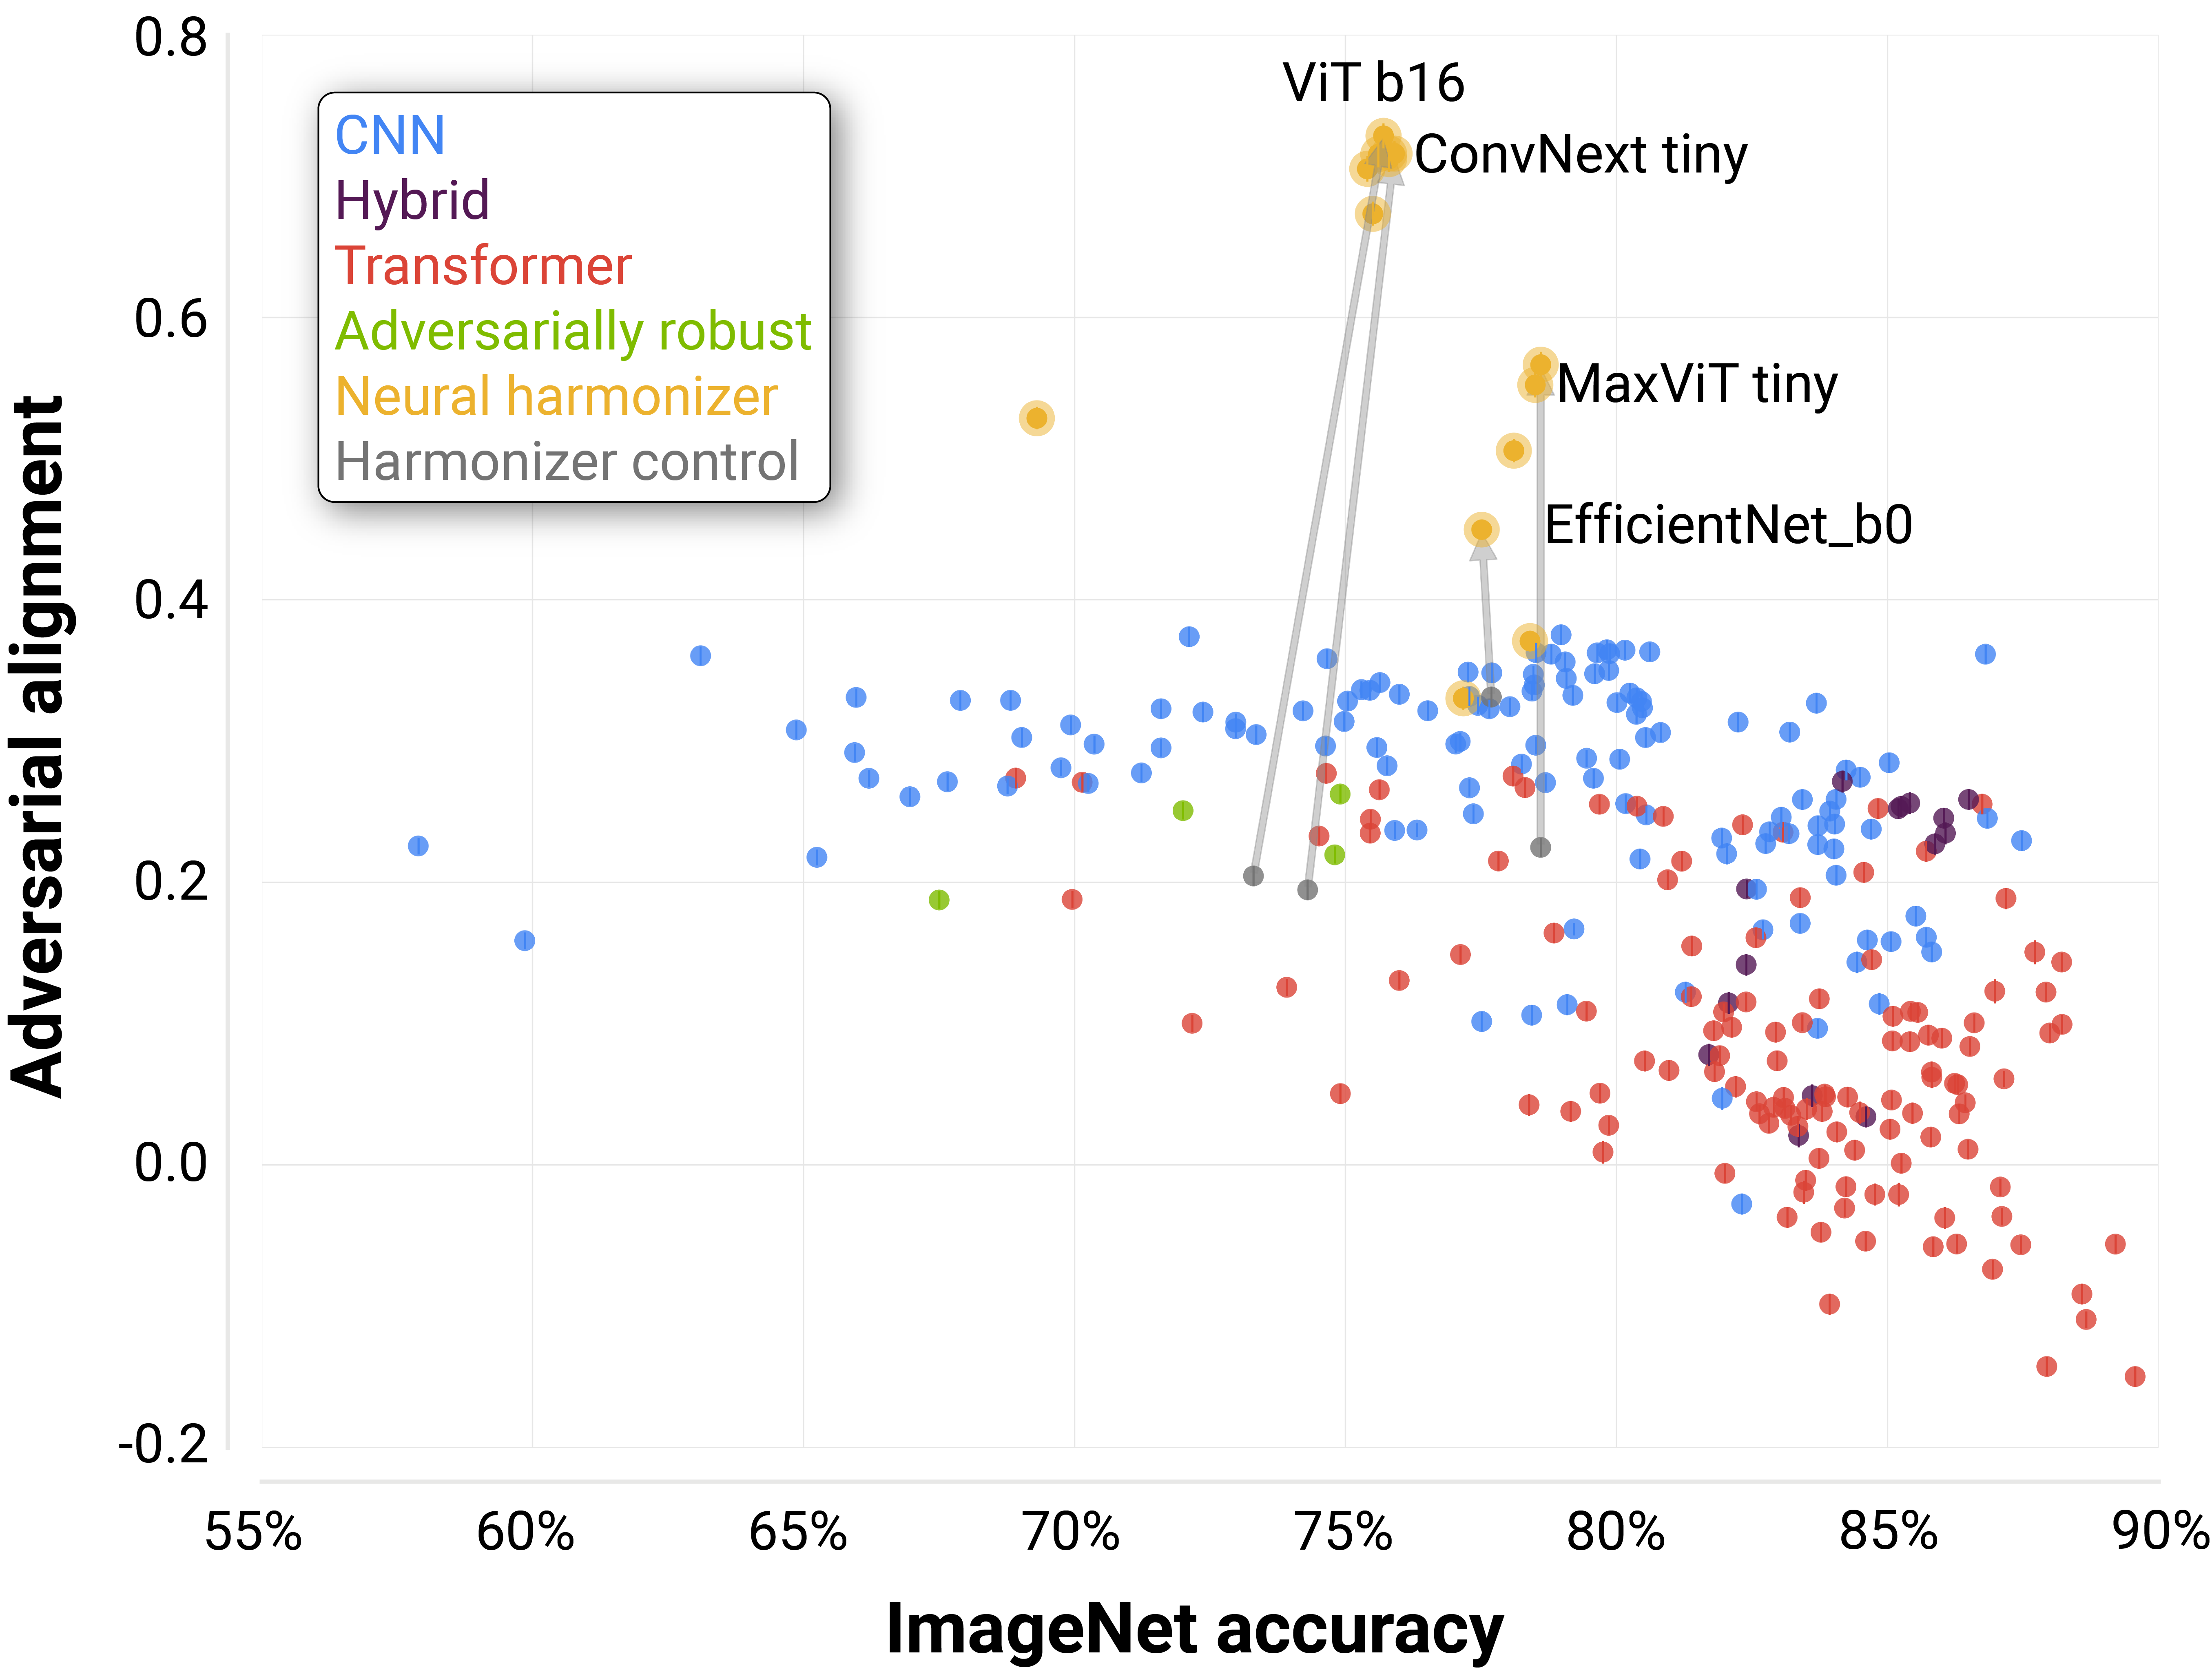 0.8
0.6
0.4
0.2
0.0
-0.2
Adversarial alignment
CNN
Hybrid
Transformer
Adversarially robust
Neural harmonizer
Harmonizer control
ViT b16
ConvNext tiny
MaxViT tiny
EfficientNet_b0
55% 60% 65% 70% 75% 80% 85% 90%
ImageNet accuracy